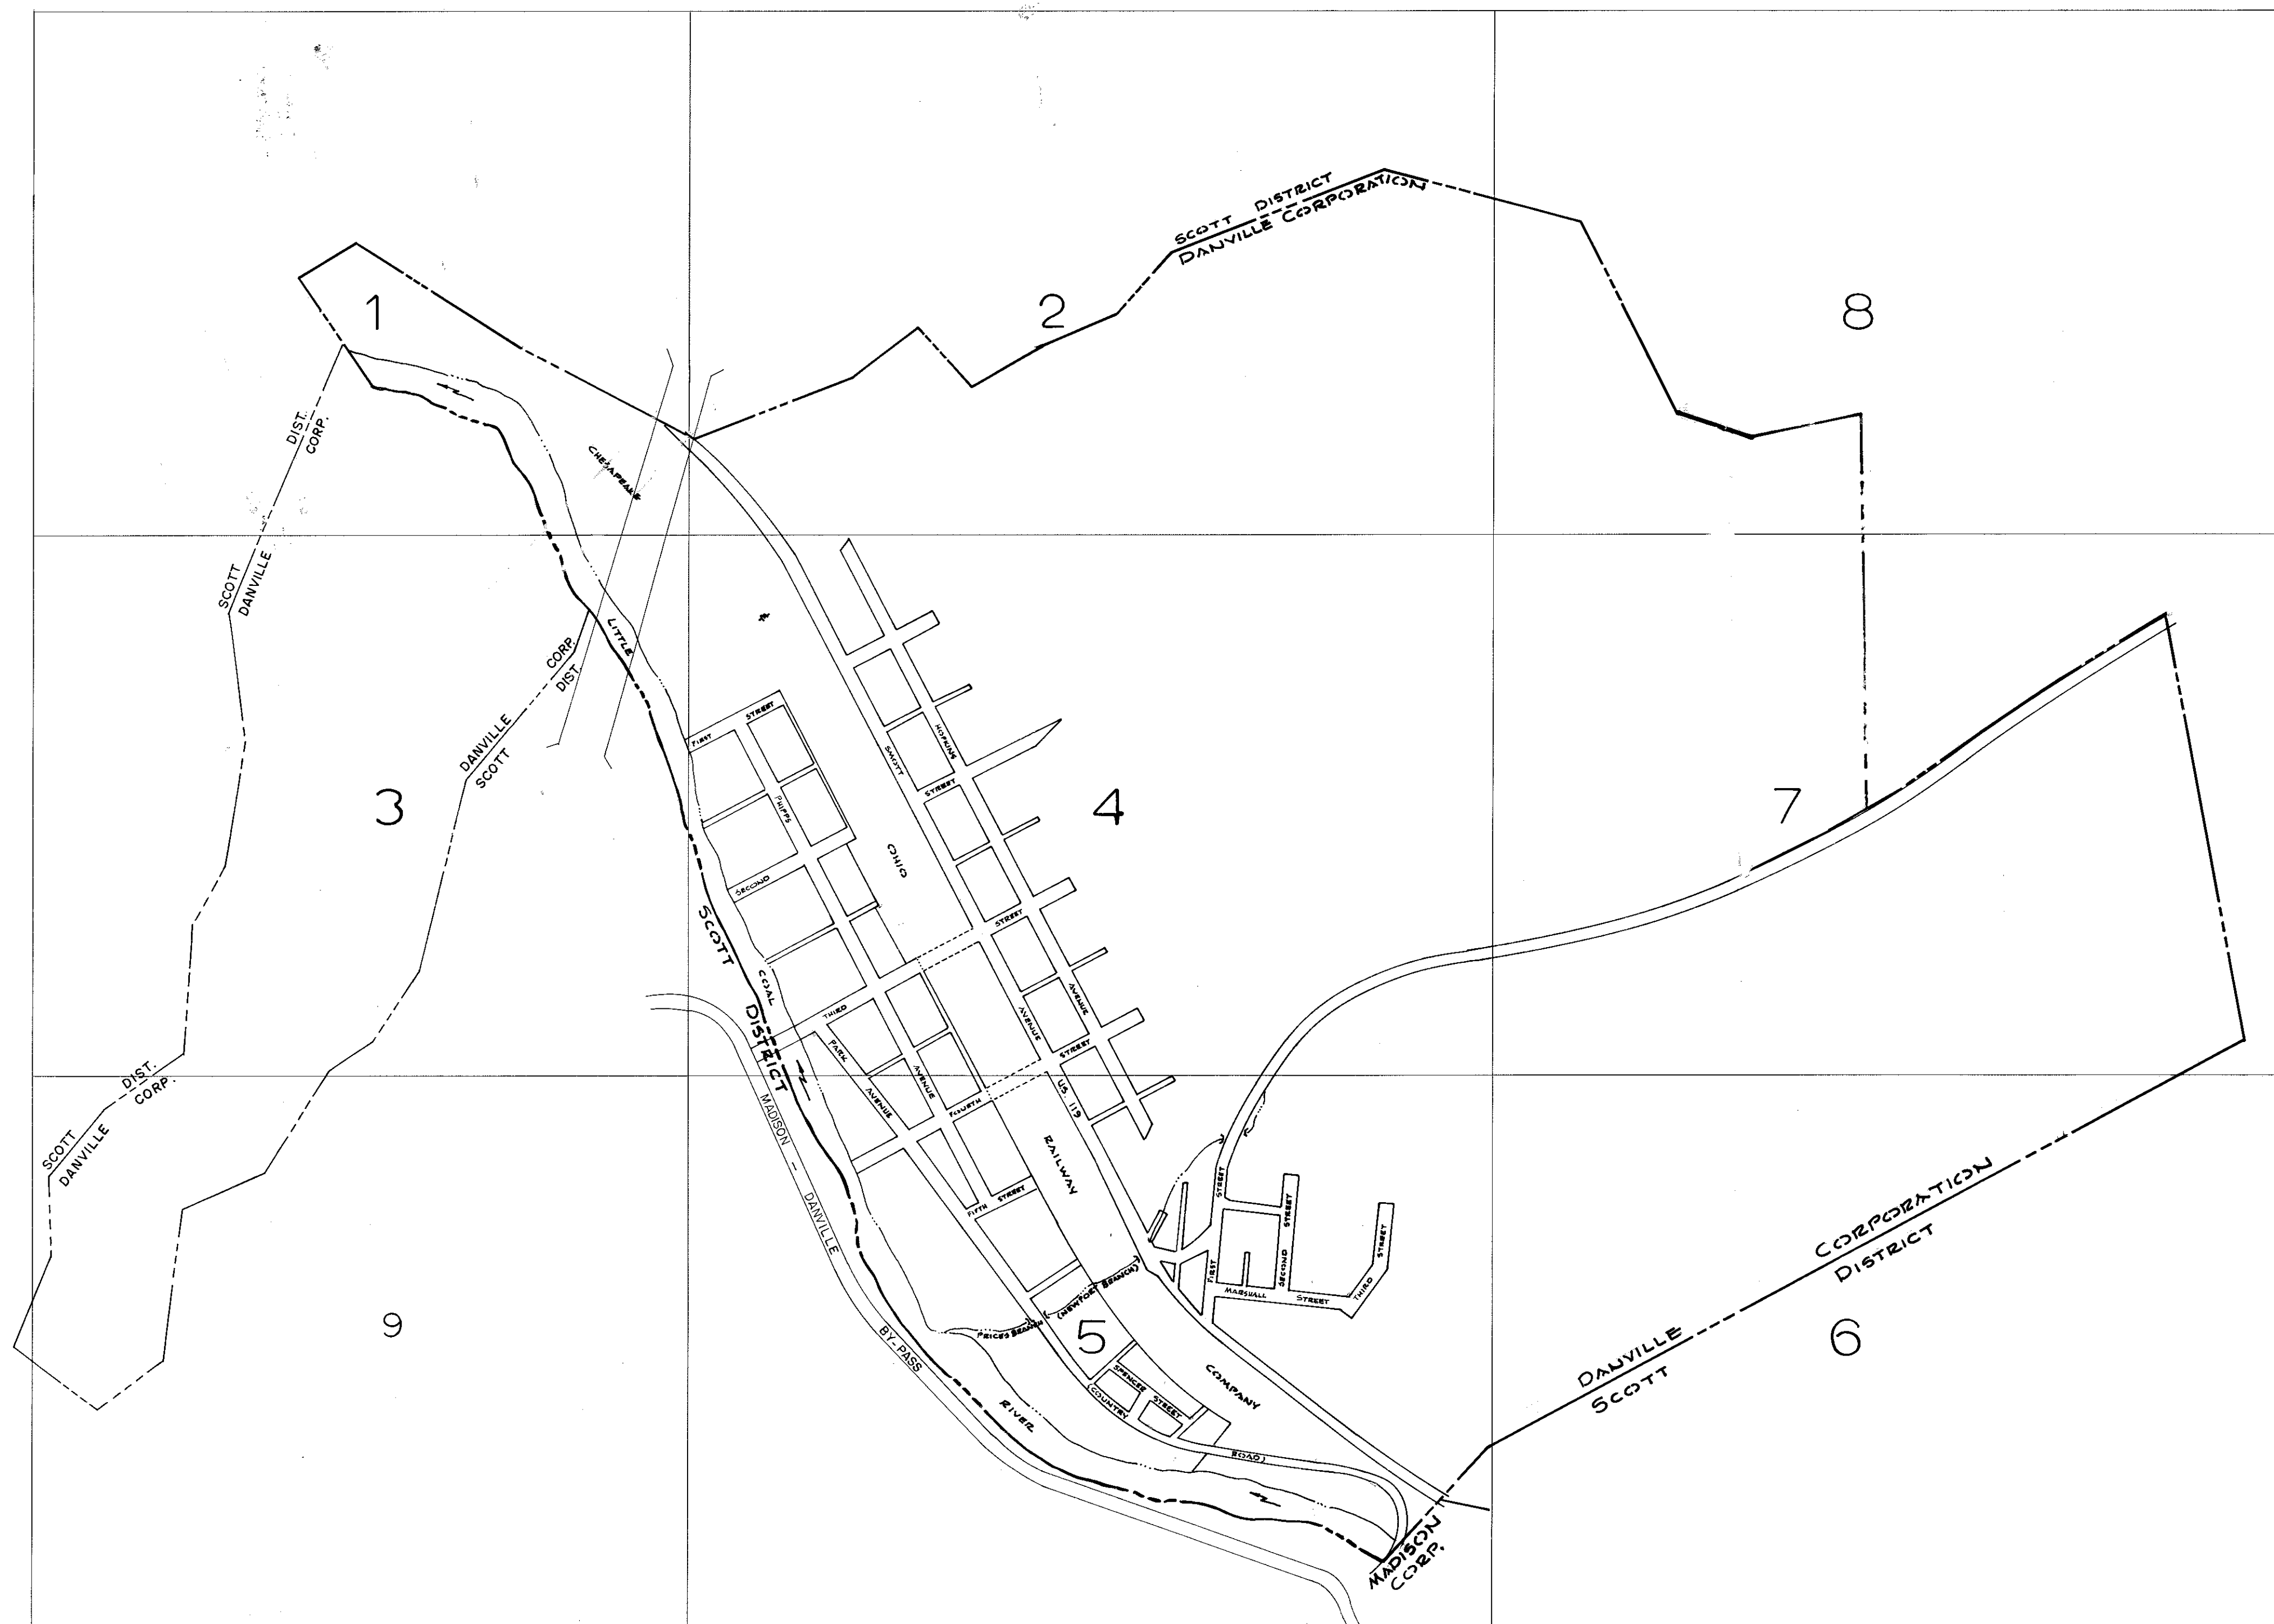 SCOTT DISTRICT
DANVILLE CORPORATION
1
2
8
DIST.
CORP.
CHESAPEAKE
&
SCOTT
DANVILLE
LITTLE
CORP.
DIST.
DANVILLE
SCOTT
FIRST STREET
HOPKINS
SMOOT
STREET
PHIPPS
3
4
7
OHIO
SECOND
SCOTT
DISTRICT
STREET
COAL
THIRD
PARK
AVENUE
AVENUE
AVENUE
AVENUE
STREET
FOURTH
U.S. 119
DIST.
CORP.
SCOTT
DANVILLE
MADISON - DANVILLE
BY-PASS
RAILWAY
FIFTH STREET
STREET
FIRST
SECOND STREET
THIRD STREET
MARSHALL STREET
CORPORATION
DISTRICT
PRICES BRANCH
(NEWPORT BRANCH)
5
9
6
SPENCER STREET
(COUNTRY
ROAD)
COMPANY
RIVER
DANVILLE
SCOTT
MADISON
CORP.